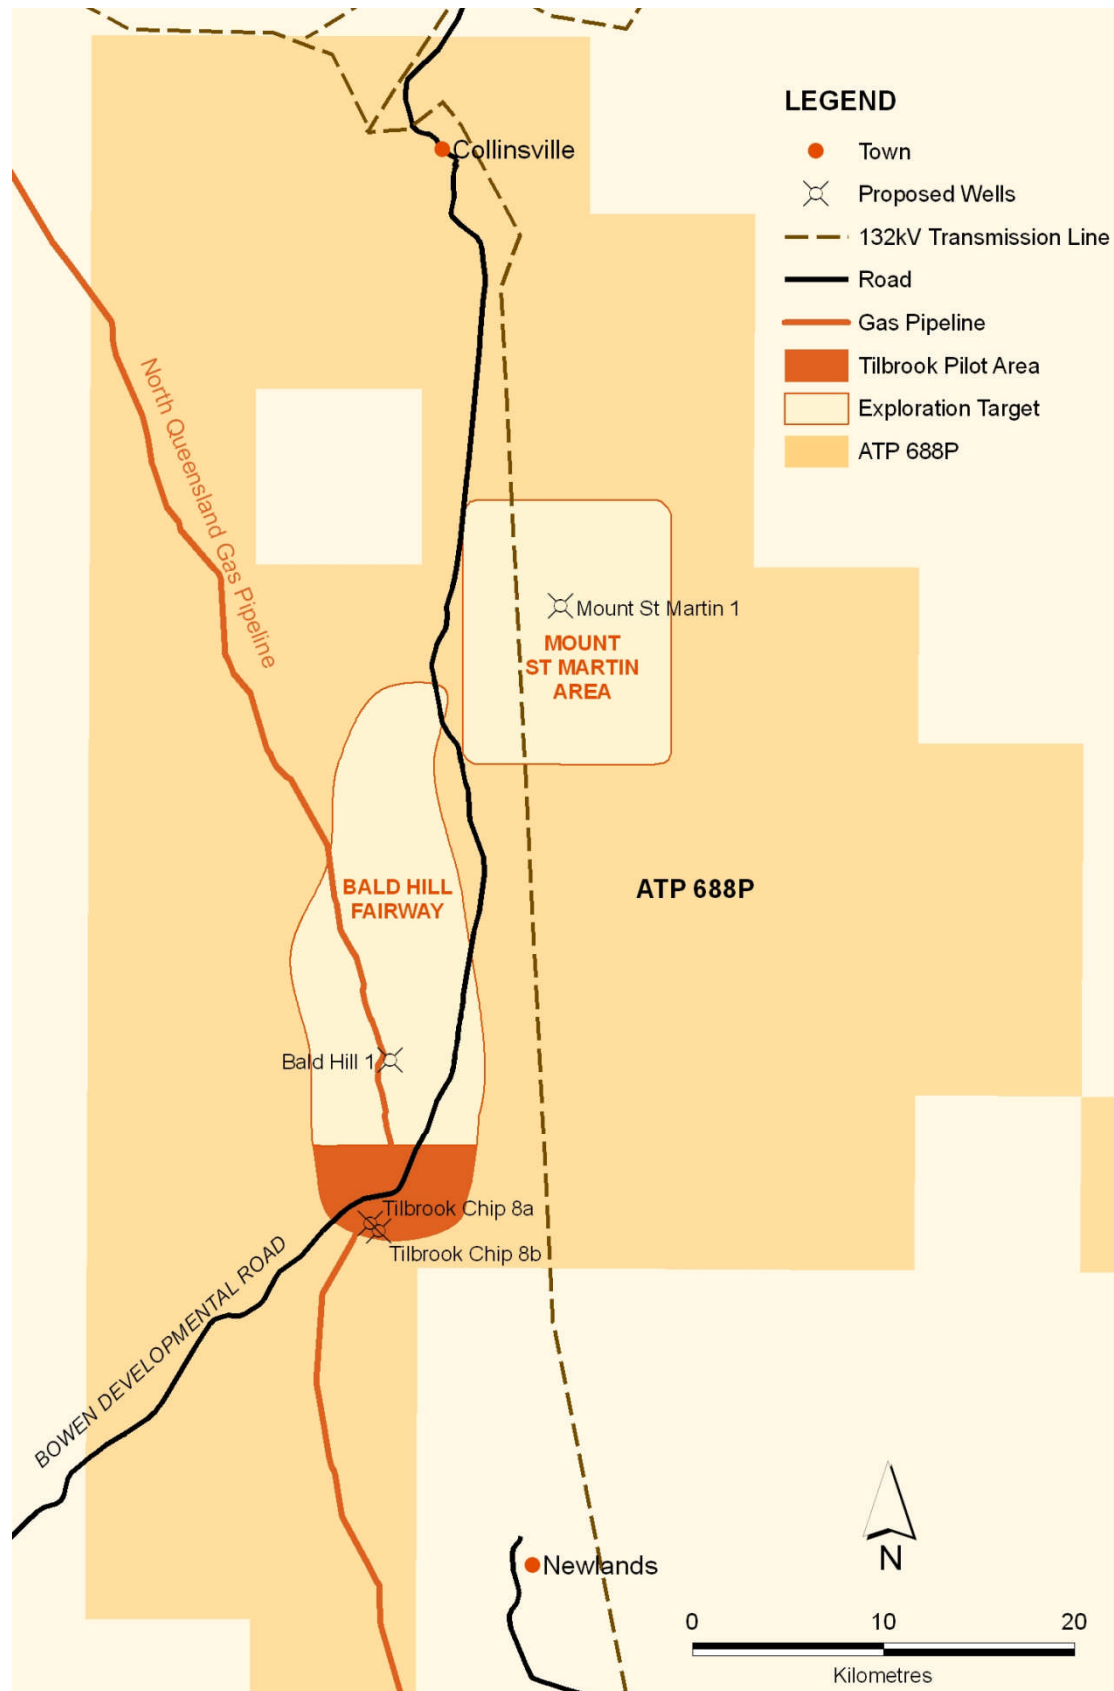 Collinsville
LEGEND
Town
Proposed Wells
132kV Transmission Line
Road
Gas Pipeline
Tilbrook Pilot Area
Exploration Target
ATP 688P
North Queensland Gas Pipeline
Mount St Martin 1
MOUNT
ST MARTIN
AREA
BALD HILL
FAIRWAY
ATP 688P
Bald Hill 1
Tilbrook Chip 8a
Tilbrook Chip 8b
BOWEN DEVELOPMENTAL ROAD
Newlands
N
0 10 20
Kilometres